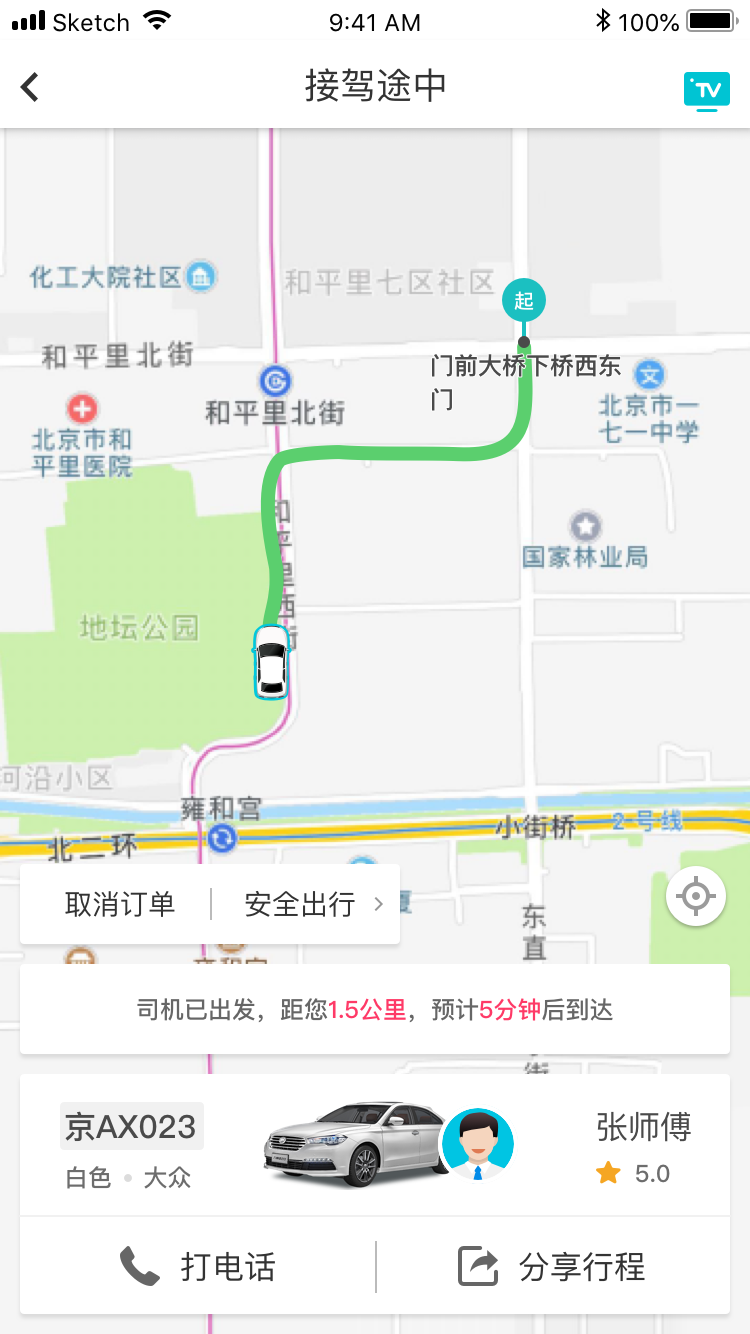 Sketch
9:41 AM
100%
接驾途中
TV
化工大院社区
和平里七区社区
起
和平里北街
门前大桥下桥西东
门
和平里北街
北京市和
平里医院
文
北京市一
七一中学
和平里西街
国家林业局
地坛公园
河沿小区
雍和宫
小街桥
2号线
北二环
取消订单
安全出行
东直
司机已出发，距您1.5公里，预计5分钟后到达
京AX023
张师傅
白色 • 大众
5.0
打电话
分享行程